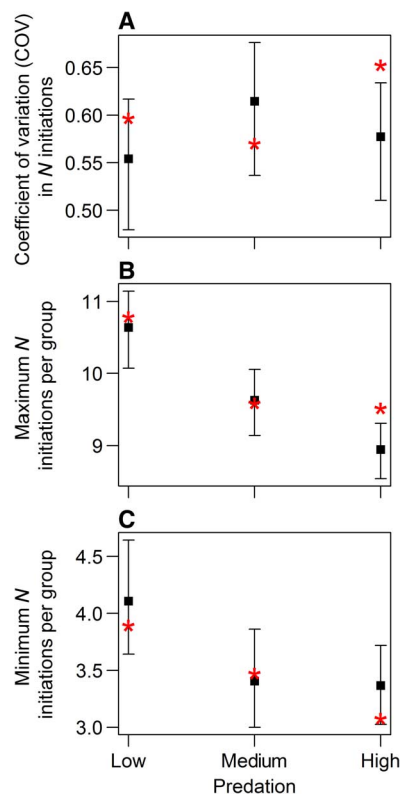 A
Coefficient of variation (COV)
in N initiations
0.65
0.60
0.55
0.50
B
Maximum N
initiations per group
11
10
9
C
Minimum N
initiations per group
4.5
4.0
3.5
3.0
Low Medium High
Predation